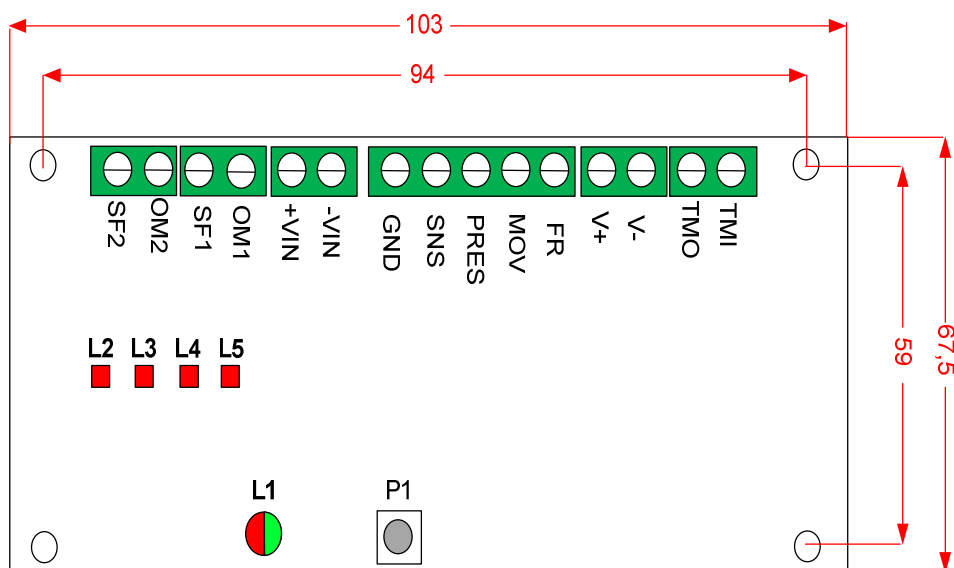 103
94
SF2 OM2 SF1 OM1 +VIN -VIN GND SNS PRES MOV FR V+ V- TMO TMI
59
67,5
L2 L3 L4 L5
L1 P1